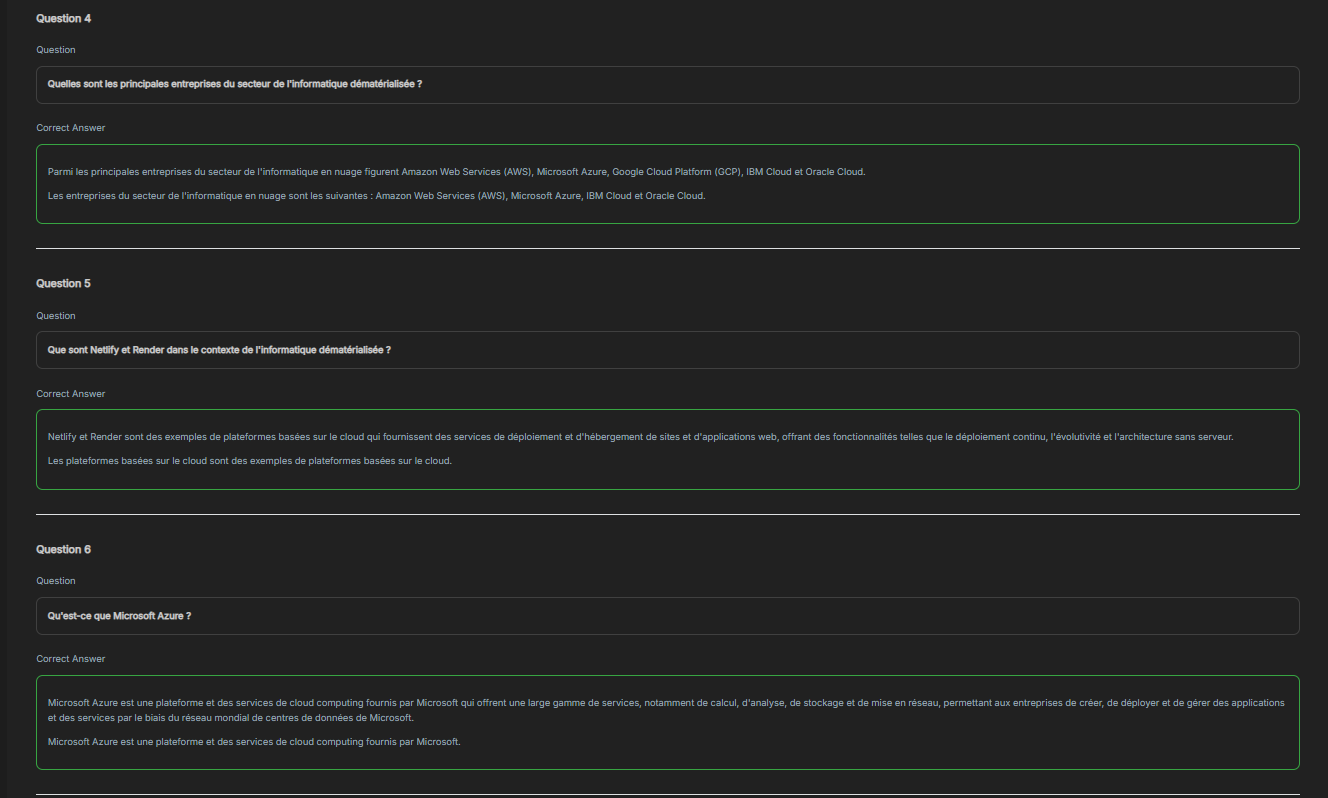 Question 4
Question
Quelles sont les principales entreprises du secteur de l'informatique dématérialisée ?
Correct Answer
Parmi les principales entreprises du secteur de l'informatique en nuage figurent Amazon Web Services (AWS), Microsoft Azure, Google Cloud Platform (GCP), IBM Cloud et Oracle Cloud.
Les entreprises du secteur de l'informatique en nuage sont les suivantes : Amazon Web Services (AWS), Microsoft Azure, IBM Cloud et Oracle Cloud.
Question 5
Question
Que sont Netlify et Render dans le contexte de l'informatique dématérialisée ?
Correct Answer
Netlify et Render sont des exemples de plateformes basées sur le cloud qui fournissent des services de déploiement et d'hébergement de sites et d'applications web, offrant des fonctionnalités telles que le déploiement continu, l'évolutivité et l'architecture sans serveur.
Les plateformes basées sur le cloud sont des exemples de plateformes basées sur le cloud.
Question 6
Question
Qu'est-ce que Microsoft Azure ?
Correct Answer
Microsoft Azure est une plateforme et des services de cloud computing fournis par Microsoft qui offrent une large gamme de services, notamment de calcul, d'analyse, de stockage et de mise en réseau, permettant aux entreprises de créer, de déployer et de gérer des applications
et des services par le biais du réseau mondial de centres de données de Microsoft.
Microsoft Azure est une plateforme et des services de cloud computing fournis par Microsoft.